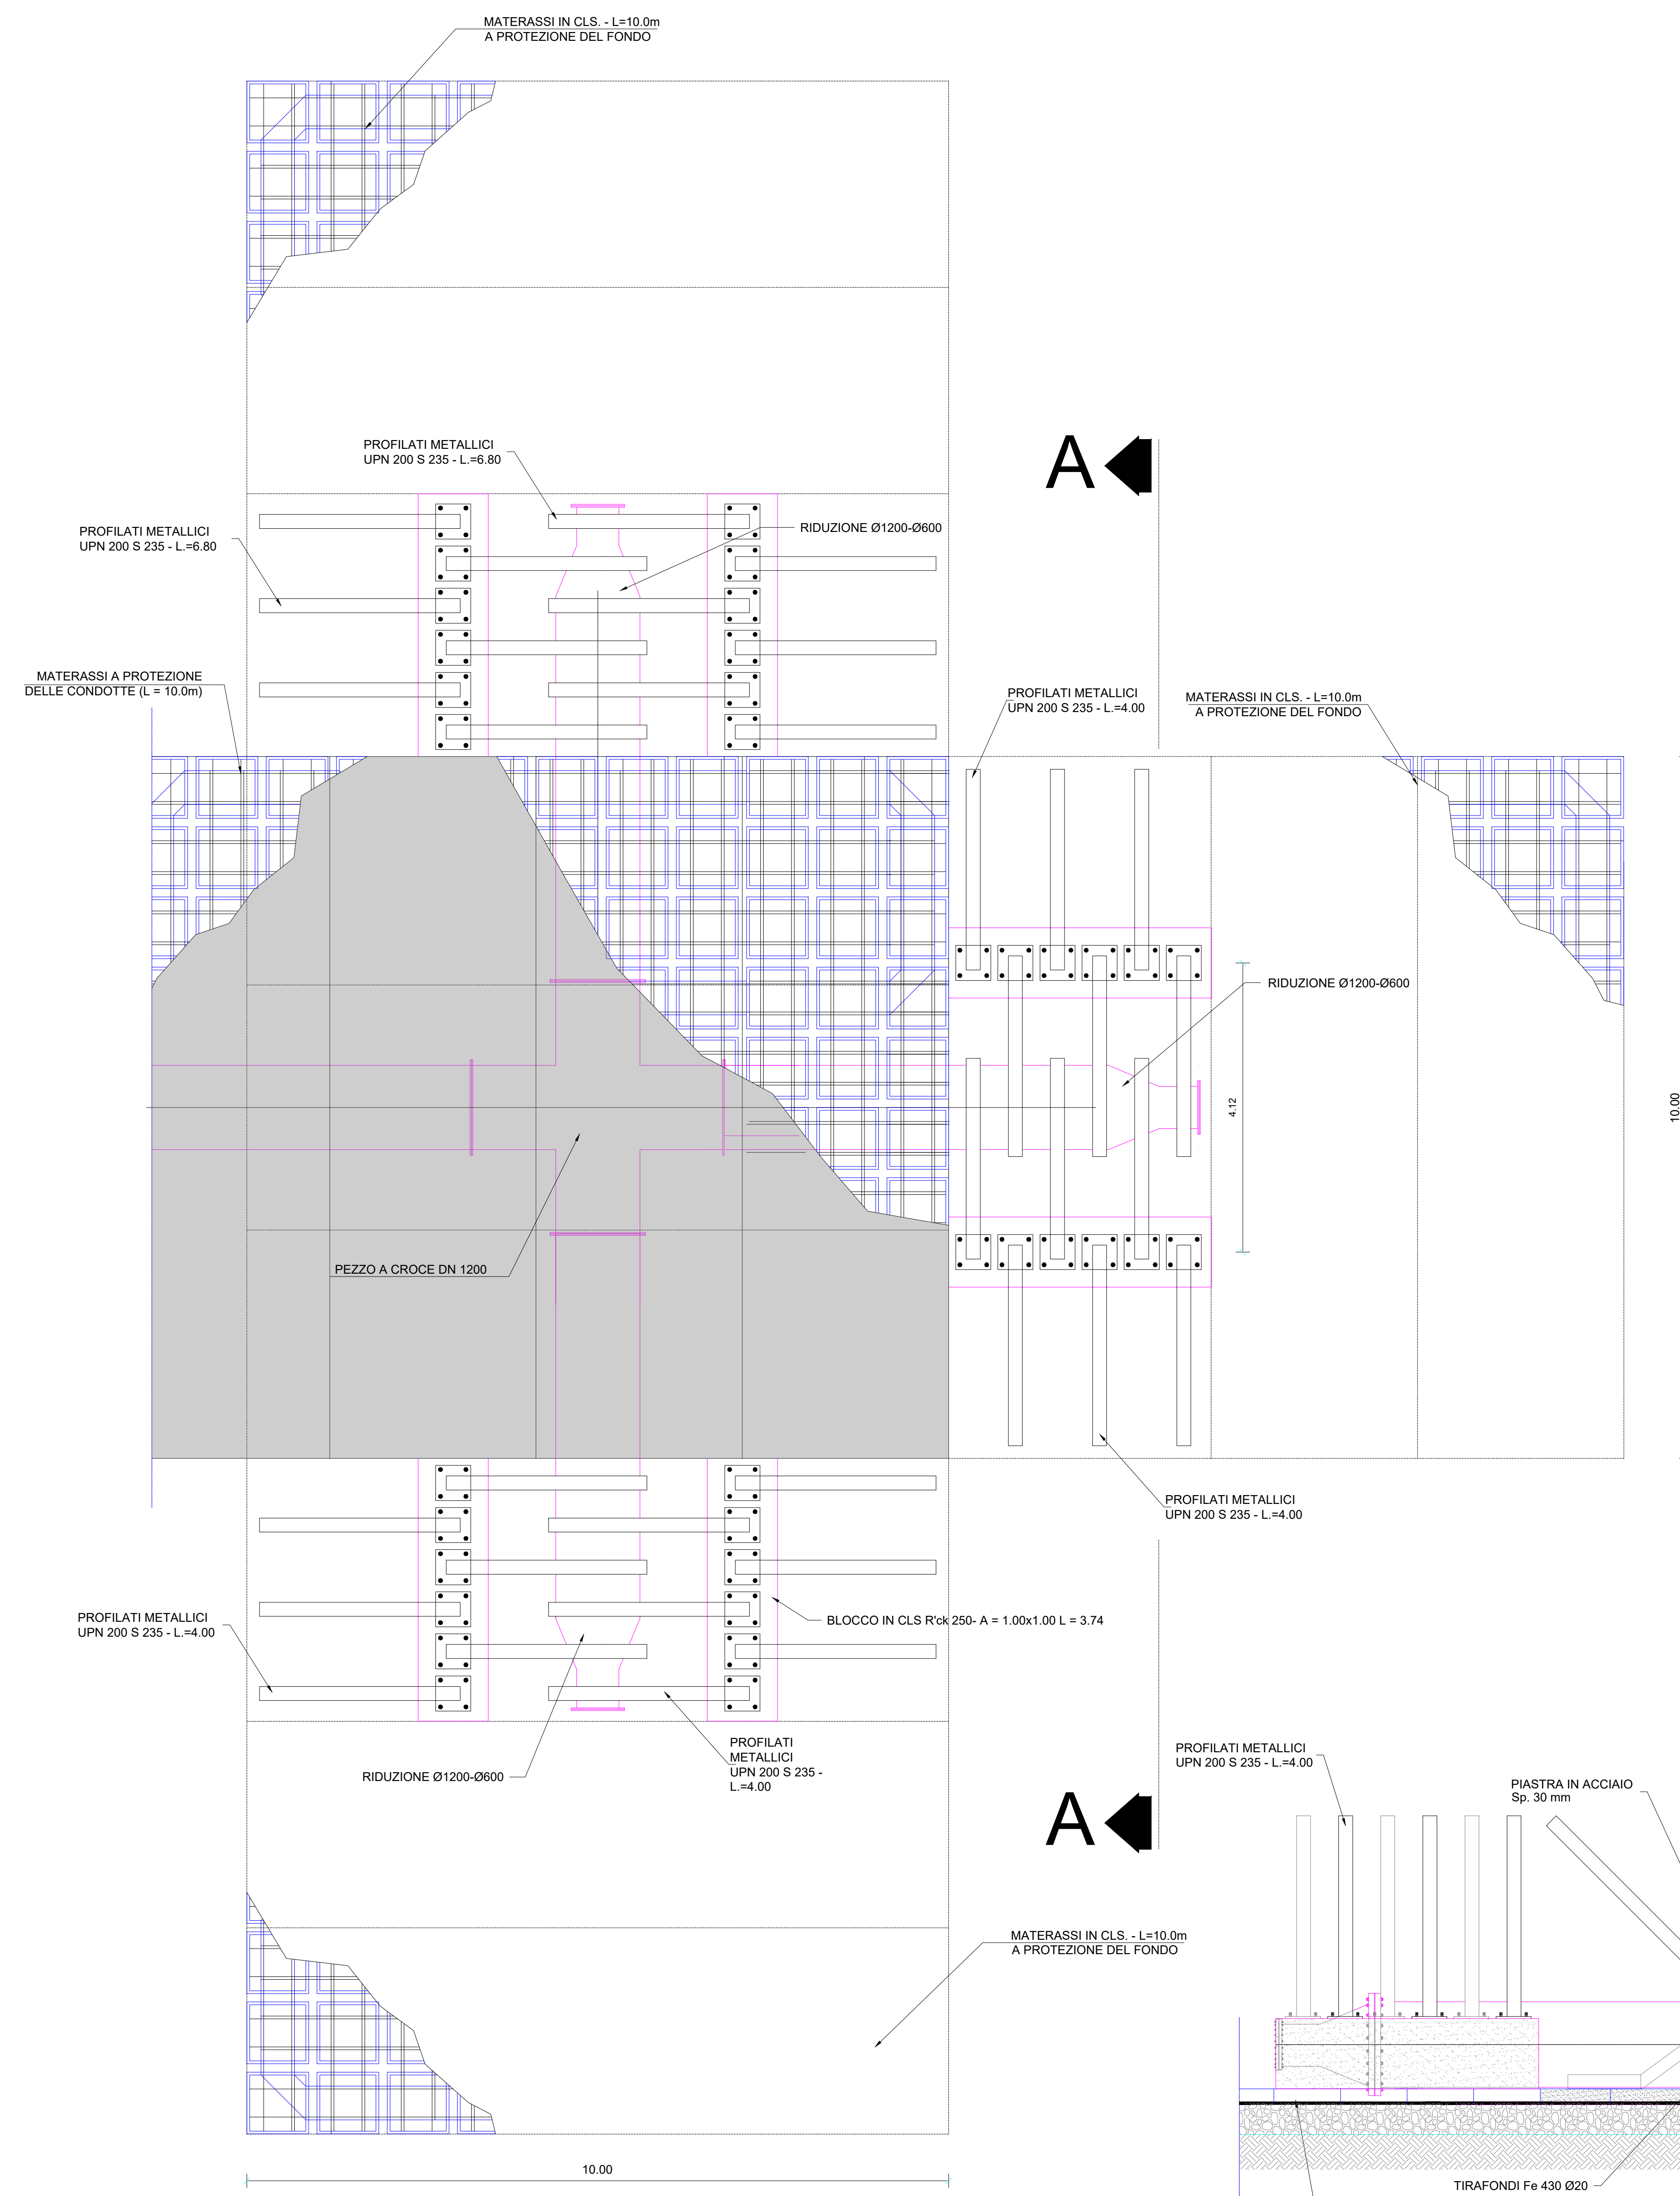 MATERASSI IN CLS. - L=10.0m
A PROTEZIONE DEL FONDO
PROFILATI METALLICI
UPN 200 S 235 - L.=6.80
A
PROFILATI METALLICI
UPN 200 S 235 - L.=6.80
RIDUZIONE Ø1200-Ø600
MATERASSI A PROTEZIONE
DELLE CONDOTTE (L = 10.0m)
PROFILATI METALLICI
UPN 200 S 235 - L.=4.00
MATERASSI IN CLS. - L=10.0m
A PROTEZIONE DEL FONDO
RIDUZIONE Ø1200-Ø600
4.12
10.00
PEZZO A CROCE DN 1200
PROFILATI METALLICI
UPN 200 S 235 - L.=4.00
PROFILATI METALLICI
UPN 200 S 235 - L.=4.00
BLOCCO IN CLS R'ck 250- A = 1.00x1.00 L = 3.74
RIDUZIONE Ø1200-Ø600
PROFILATI
METALLICI
UPN 200 S 235 -
L.=4.00
A
PROFILATI METALLICI
UPN 200 S 235 - L.=4.00
PIASTRA IN ACCIAIO
Sp. 30 mm
MATERASSI IN CLS. - L=10.0m
A PROTEZIONE DEL FONDO
10.00
TIRAFONDI Fe 430 Ø20